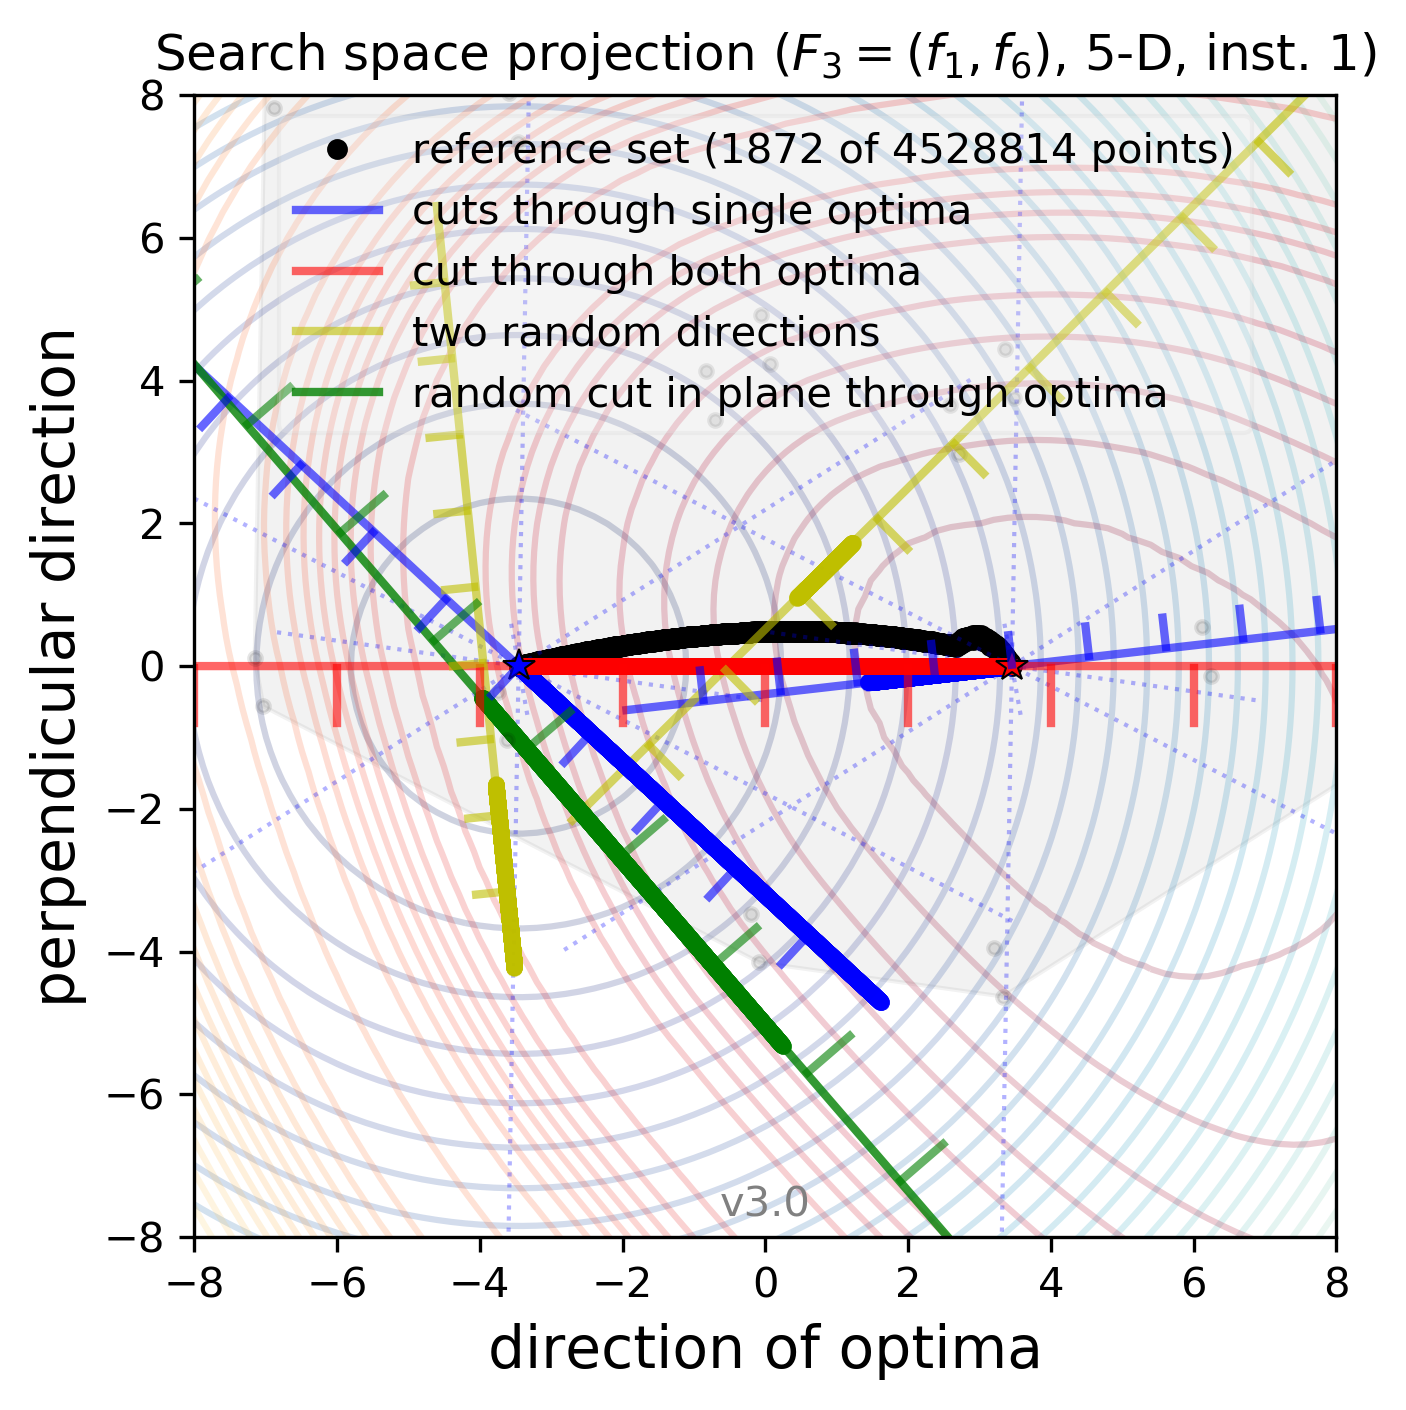 Search space projection (F₃ = (f₁, f₆), 5-D, inst. 1)
reference set (1872 of 4528814 points)
cuts through single optima
cut through both optima
two random directions
random cut in plane through optima
perpendicular direction
8
6
4
2
0
−2
−4
−6
−8
v3.0
−8 −6 −4 −2 0 2 4 6 8
direction of optima